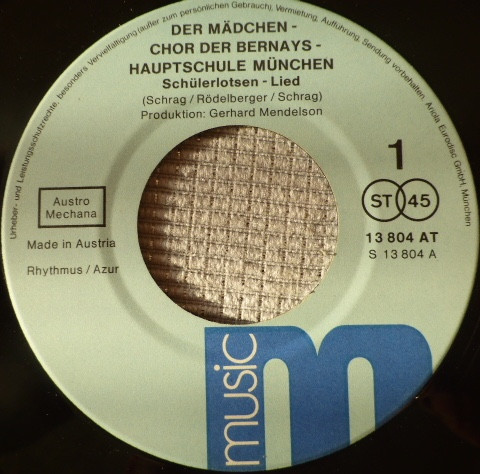 Urheber- und Leistungsschutzrechte, besonders Vervielfältigung (außer zum persönlichen Gebrauch), Vermietung, Aufführung, Sendung vorbehalten. Ariola Eurodisc GmbH, München
DER MÄDCHEN -
CHOR DER BERNAYS -
HAUPTSCHULE MÜNCHEN
Schülerlotsen - Lied
(Schrag / Rödelberger / Schrag)
Produktion: Gerhard Mendelson
1
Austro
Mechana
ST 45
Made in Austria
13 804 AT
S 13 804 A
Rhythmus / Azur
music
m